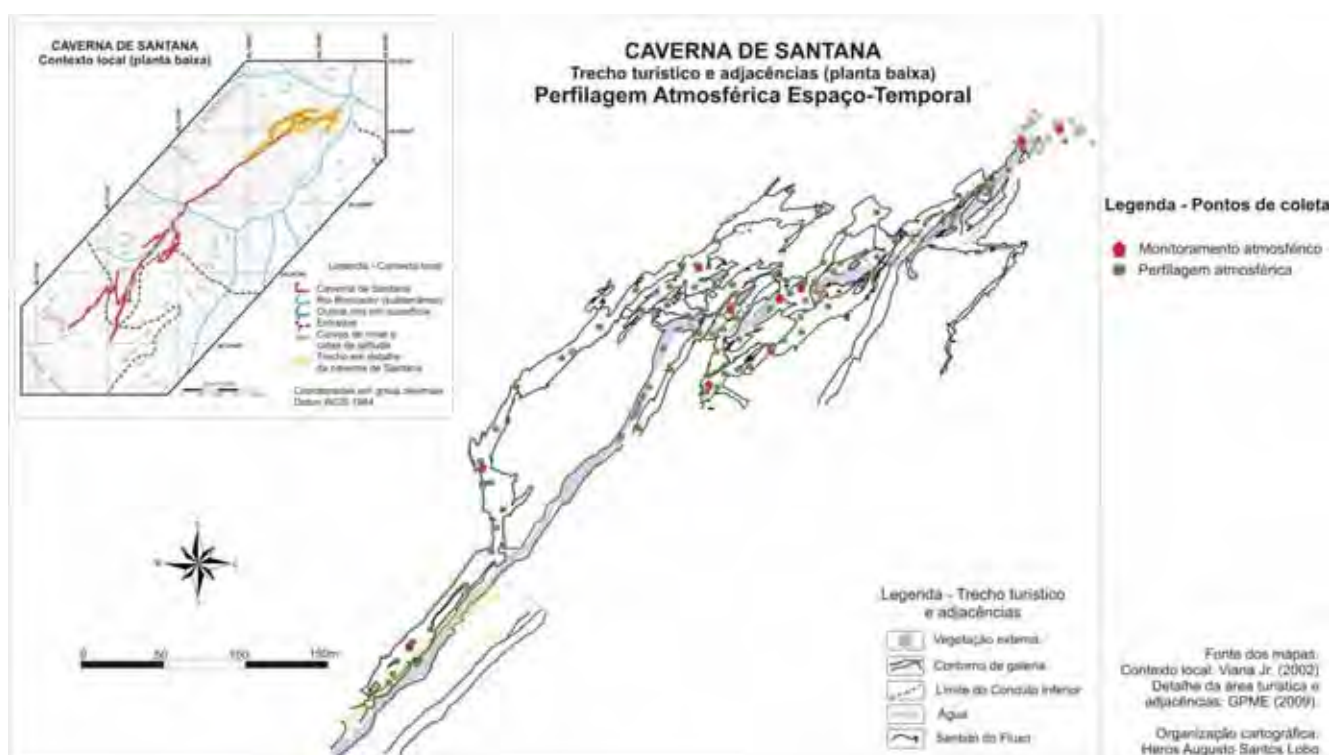 CAVERNA DE SANTANA
Contexto local (planta baixa)
Legenda - Contexto local
Caverna de Santana
Rio Roncador (subterrâneo)
Outros rios em superfície
Entradas
Curvas de nível e
cotas de altitude
Trecho em detalhe
da caverna de Santana
Coordenadas em graus decimais
Datum WGS 1984
CAVERNA DE SANTANA
Trecho turístico e adjacências (planta baixa)
Perfilagem Atmosférica Espaço-Temporal
Legenda - Pontos de coleta
Monitoramento atmosférico
Perfilagem atmosférica
0 50 100 150m
Legenda - Trecho turístico
e adjacências
Vegetação externa
Contorno de galeria
Limite do Conduto Inferior
Água
Sentido do Fluxo
Fonte dos mapas:
Contexto local: Viana Jr. (2002)
Detalhe da área turística e
adjacências: GPME (2009)
Organização cartográfica:
Heros Augusto Santos Lobo